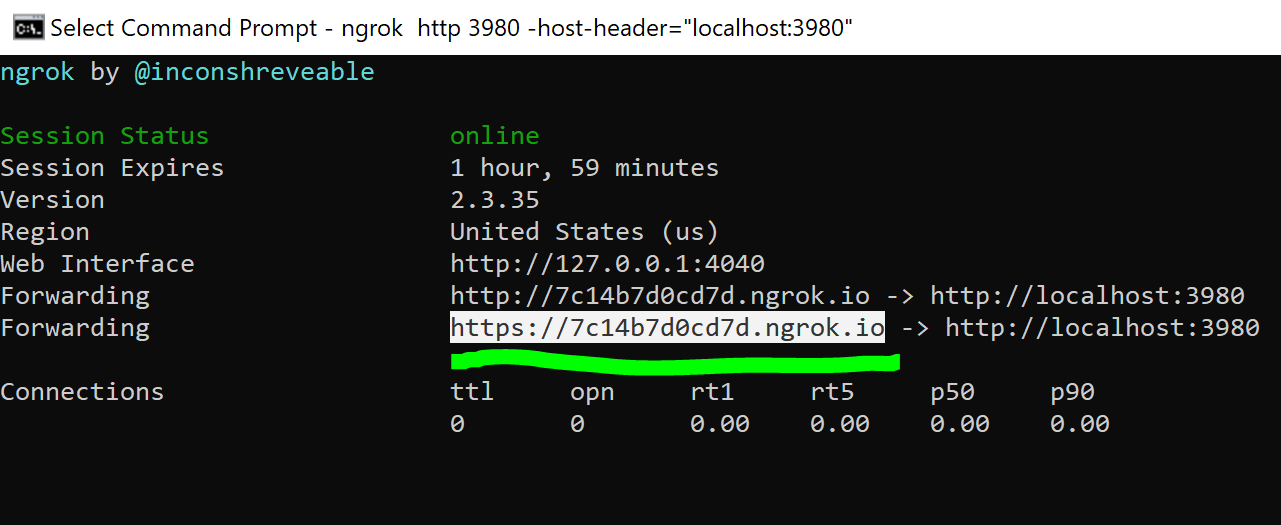 Select Command Prompt - ngrok  http 3980 -host-header="localhost:3980"
ngrok by @inconshreveable
Session Status online
Session Expires 1 hour, 59 minutes
Version 2.3.35
Region United States (us)
Web Interface http://127.0.0.1:4040
Forwarding http://7c14b7d0cd7d.ngrok.io -> http://localhost:3980
Forwarding https://7c14b7d0cd7d.ngrok.io -> http://localhost:3980
Connections ttl opn rt1 rt5 p50 p90
0 0 0.00 0.00 0.00 0.00